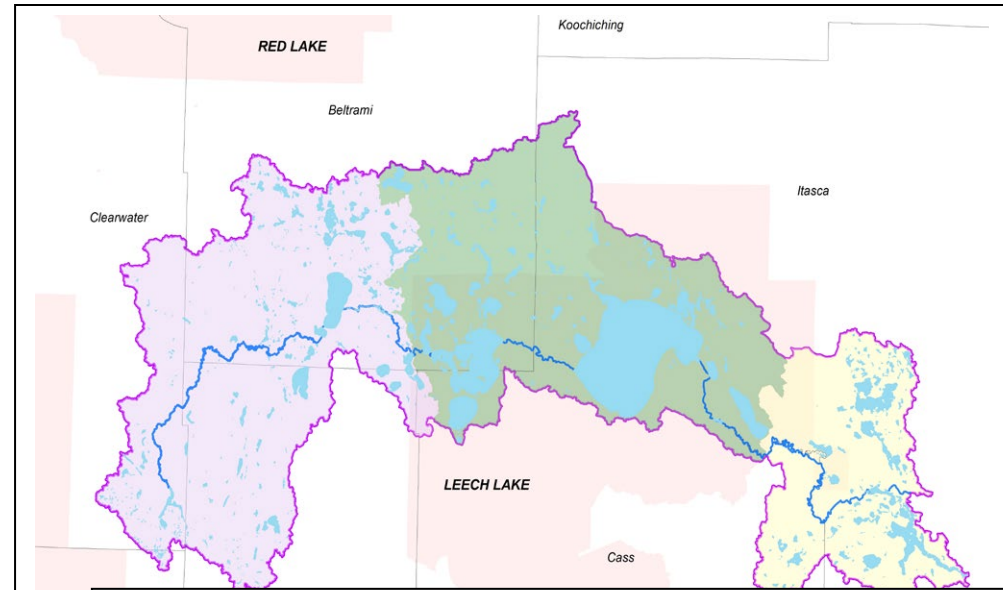 Koochiching
RED LAKE
Beltrami
Itasca
Clearwater
LEECH LAKE
Cass